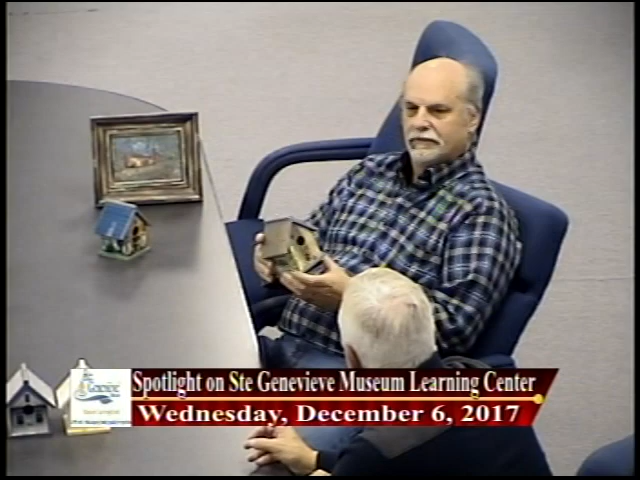 Spotlight on Ste Genevieve Museum Learning Center
Wednesday, December 6, 2017